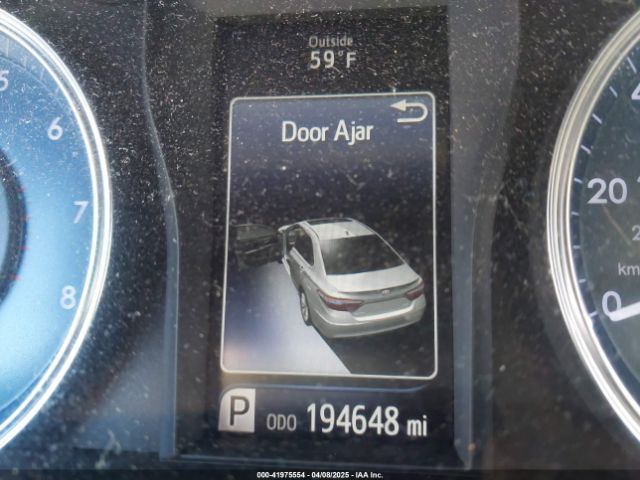 Outside
59°F
Door Ajar
5
6
7
8
20
0
P ODO 194648 mi
000-41975554 - 04/08/2025 - IAA Inc.